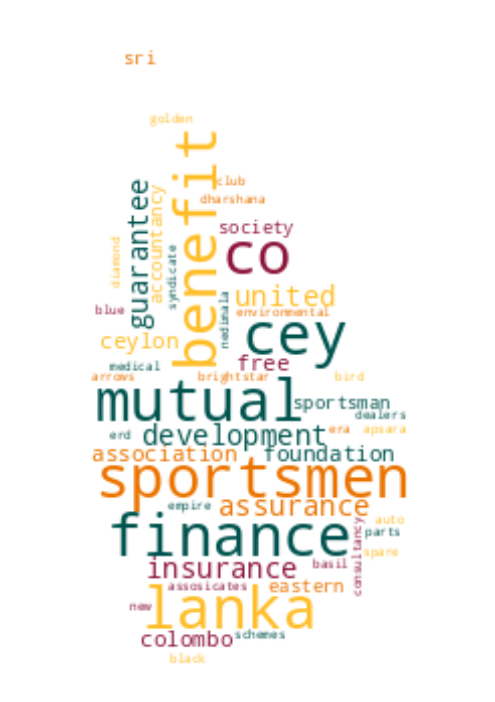 sri
golden
benefit
club
guarantee
accountancy
dharshana
society
co
diamond
syndicate
united
nedimala
environmental
blue
cey
ceylon
free
medical
arrows
brightstar
bird
mutual
sportsman
dealers
erd
development
era
apsara
association
foundation
sportsmen
empire
assurance
finance
consultancy
auto
parts
spare
insurance
basil
assosicates
eastern
new
lanka
colombo
schemes
black